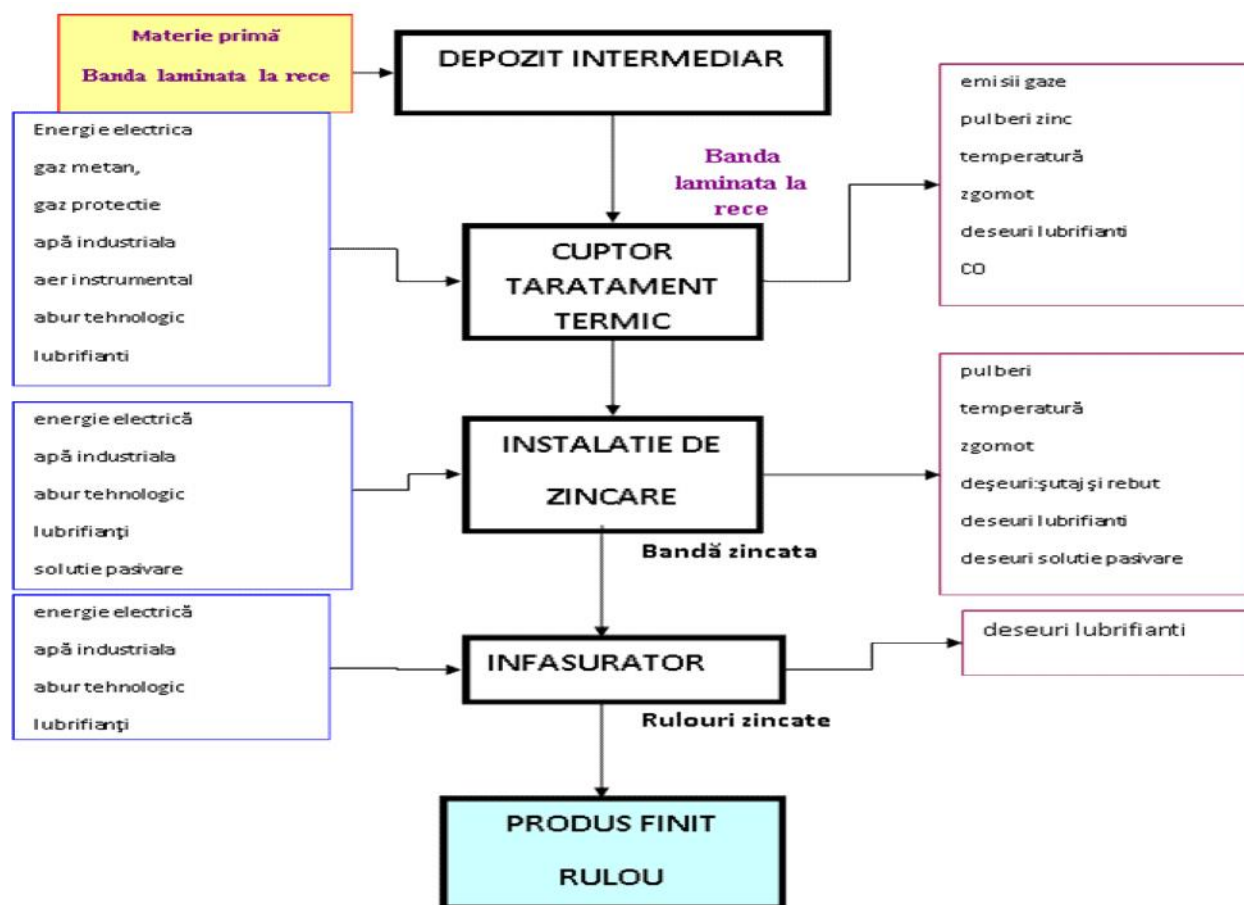 Materie primă
Banda laminata la rece
DEPOZIT INTERMEDIAR
Energie electrica
gaz metan,
gaz protectie
apă industriala
aer instrumental
abur tehnologic
lubrifianti
Banda
laminata la
rece
CUPTOR
TARATAMENT
TERMIC
emisii gaze
pulberi zinc
temperatură
zgomot
deseuri lubrifianti
CO
energie electrică
apă industriala
abur tehnologic
lubrifianţi
solutie pasivare
INSTALATIE DE
ZINCARE
pulberi
temperatură
zgomot
deşeuri:şutaj şi rebut
deseuri lubrifianti
deseuri solutie pasivare
Bandă zincata
energie electrică
apă industriala
abur tehnologic
lubrifianţi
INFASURATOR
deseuri lubrifianti
Rulouri zincate
PRODUS FINIT
RULOU